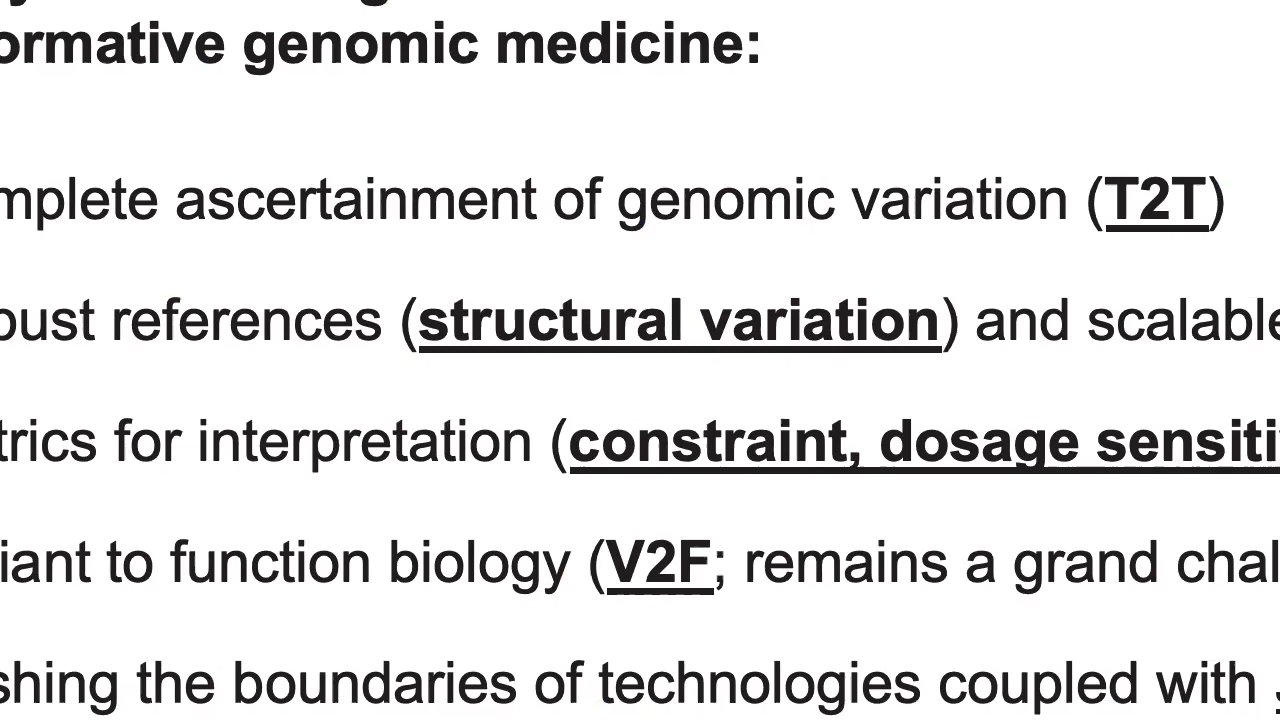 ormative genomic medicine:
mplete ascertainment of genomic variation (T2T)
bust references (structural variation) and scalable
trics for interpretation (constraint, dosage sensiti
iant to function biology (V2F; remains a grand chal
shing the boundaries of technologies coupled with